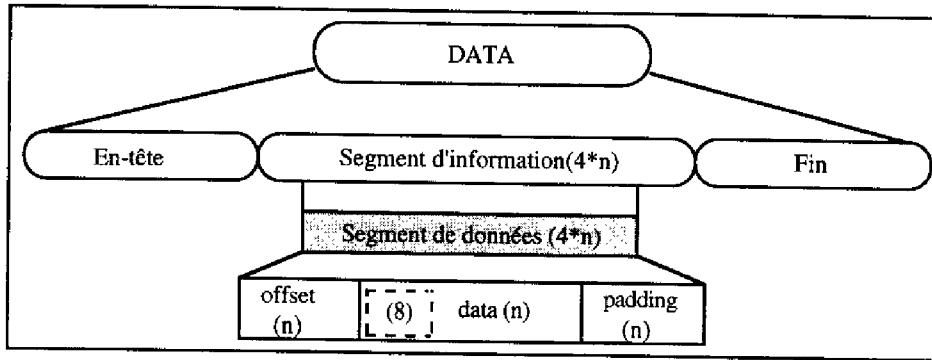 DATA
En-tête
Segment d'information(4*n)
Fin
Segment de données (4*n)
offset
(n)
(8)
data (n)
padding
(n)